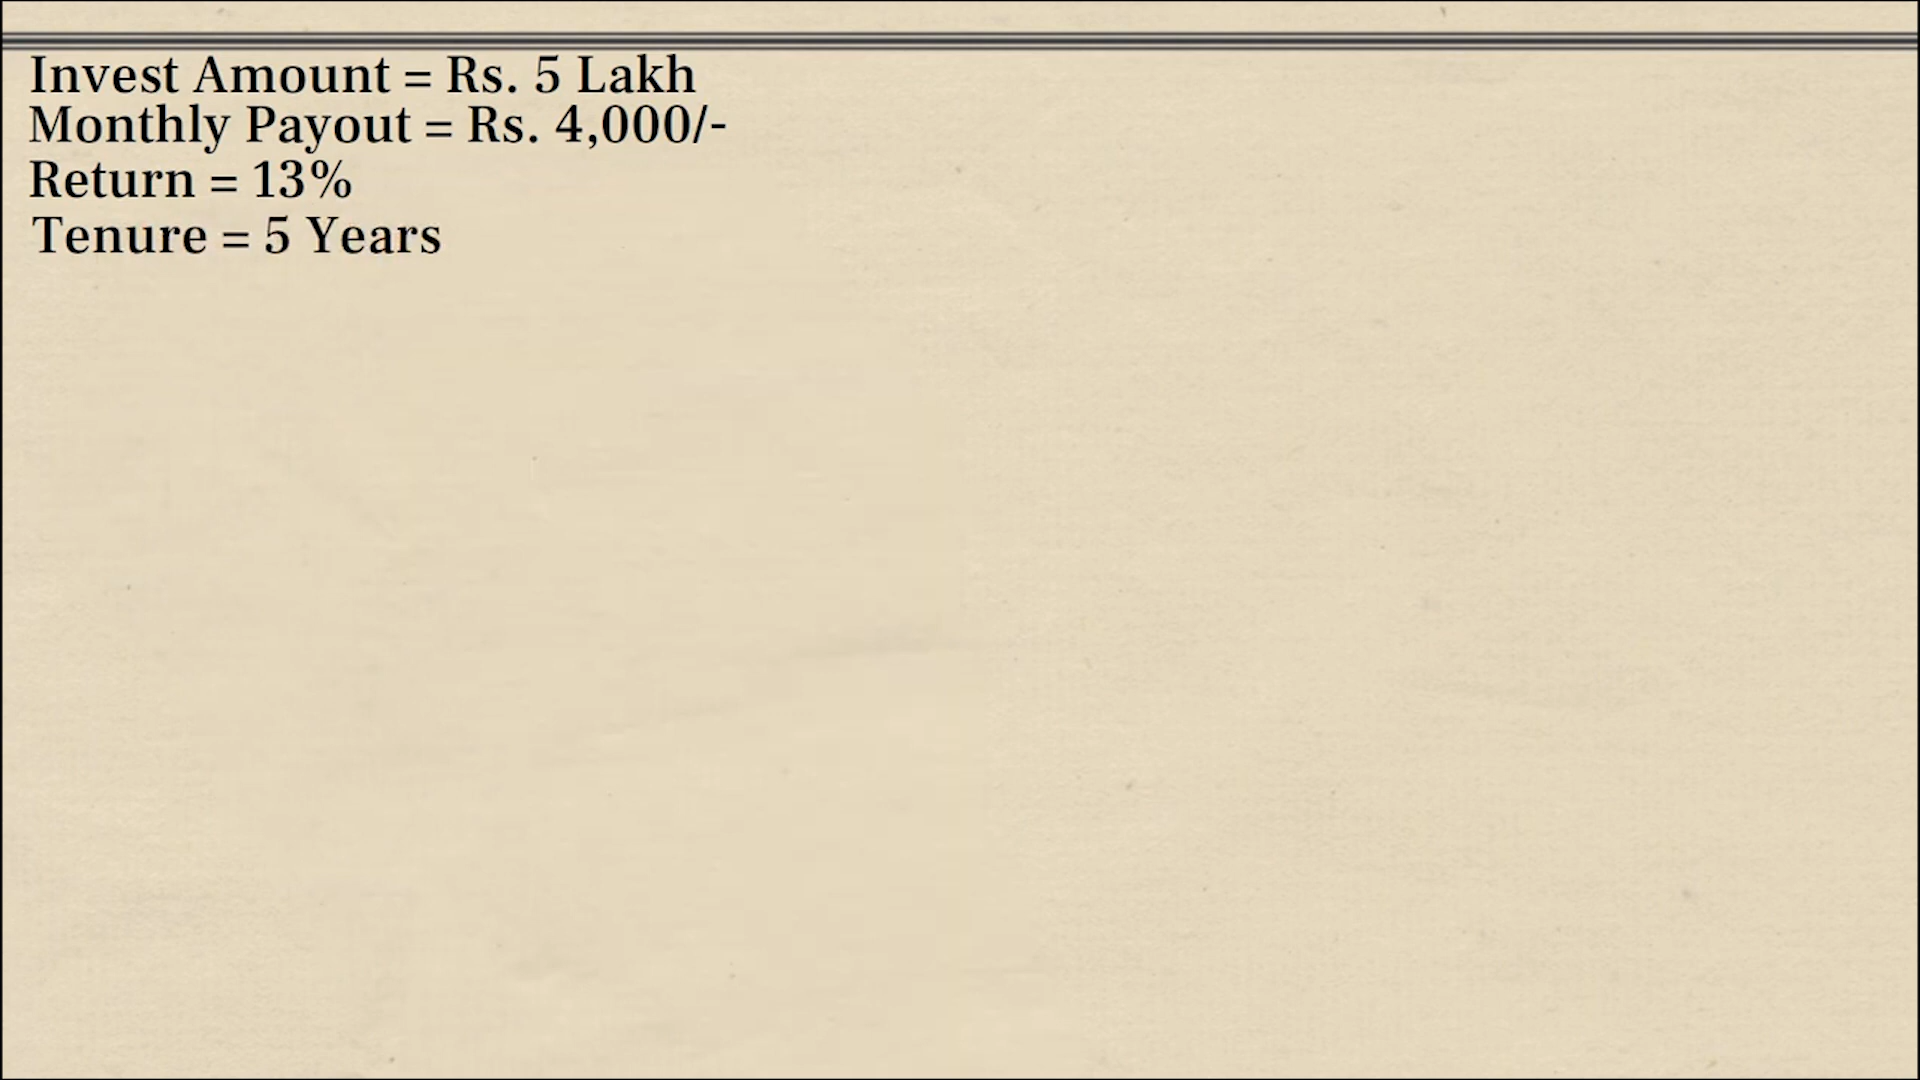 Invest Amount = Rs. 5 Lakh
Monthly Payout = Rs. 4,000/-
Return = 13%
Tenure = 5 Years